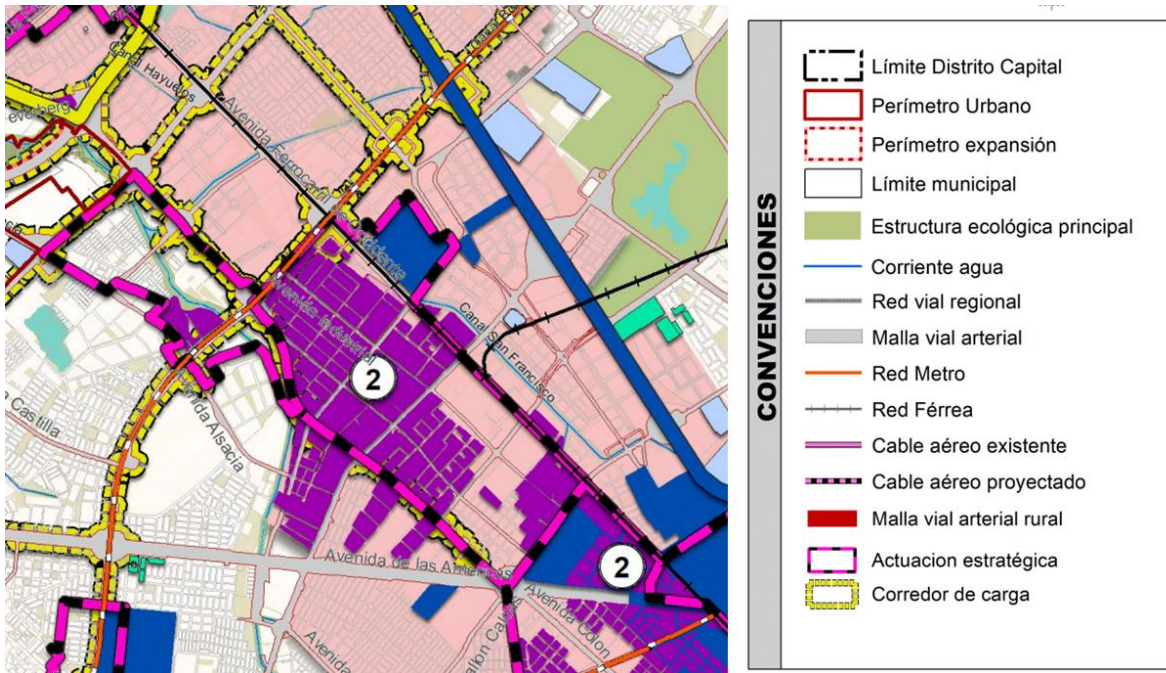 Canal Hayuelos
Avenida Ferrocarril de Occidente
Avenida Industrial
2
Canal San Francisco
Castilla
Avenida Alsacia
Avenida de las Américas
2
Avenida Colon
Avenida
CONVENCIONES
Límite Distrito Capital
Perímetro Urbano
Perímetro expansión
Límite municipal
Estructura ecológica principal
Corriente agua
Red vial regional
Malla vial arterial
Red Metro
Red Férrea
Cable aéreo existente
Cable aéreo proyectado
Malla vial arterial rural
Actuacion estratégica
Corredor de carga